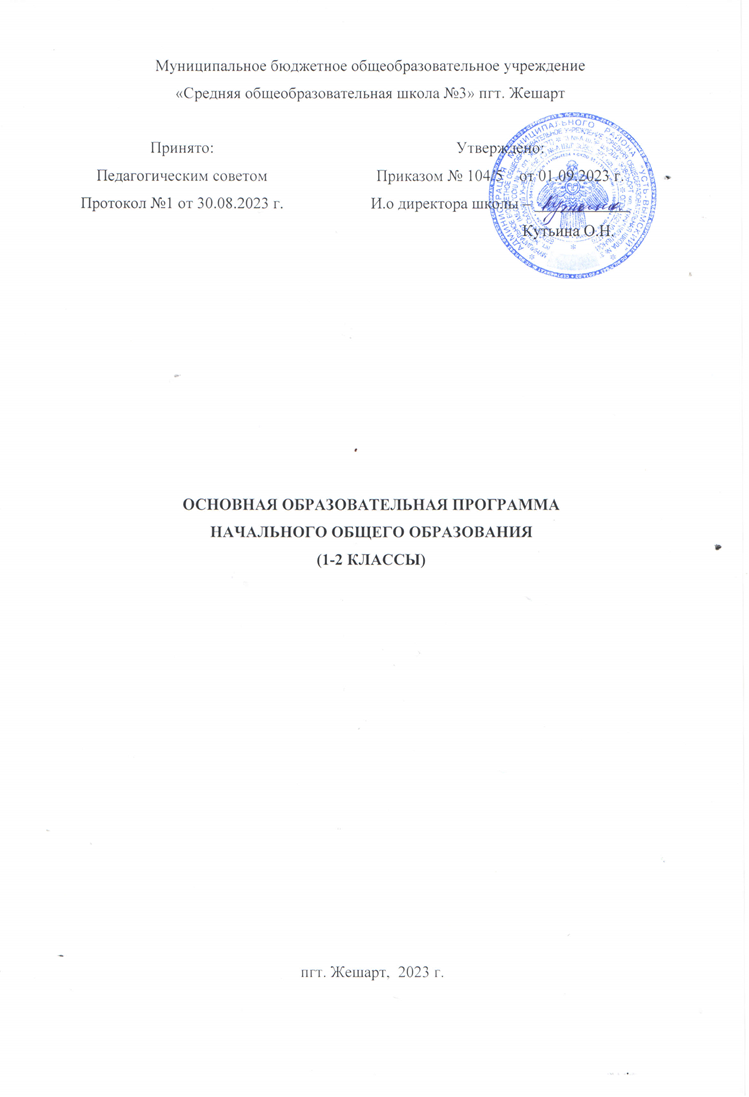 Муниципальное бюджетное общеобразовательное учреждение
«Средняя общеобразовательная школа №3» пгт. Жешарт
Принято:
Педагогическим советом
Протокол №1 от 30.08.2023 г.
Утверждено:
Приказом № 104/5 от 01.09.2023 г.
И.о директора школы –
Кутьина О.Н.
ОСНОВНАЯ ОБРАЗОВАТЕЛЬНАЯ ПРОГРАММА
НАЧАЛЬНОГО ОБЩЕГО ОБРАЗОВАНИЯ
(1-2 КЛАССЫ)
пгт. Жешарт, 2023 г.